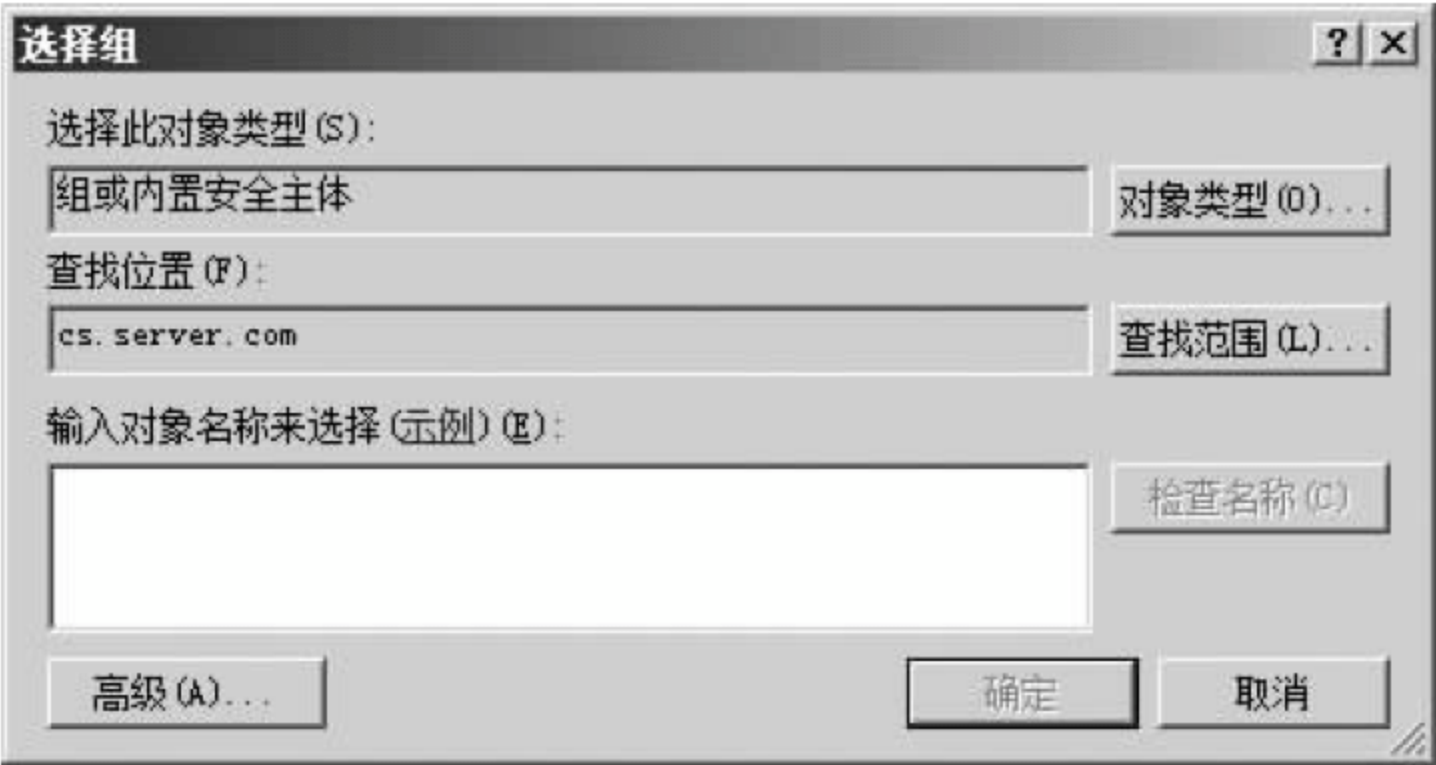 选择组
选择此对象类型(S):
组或内置安全主体
对象类型(O)...
查找位置(F):
cs.server.com
查找范围(L)...
输入对象名称来选择(示例)(E):
检查名称(C)
高级(A)...
确定
取消